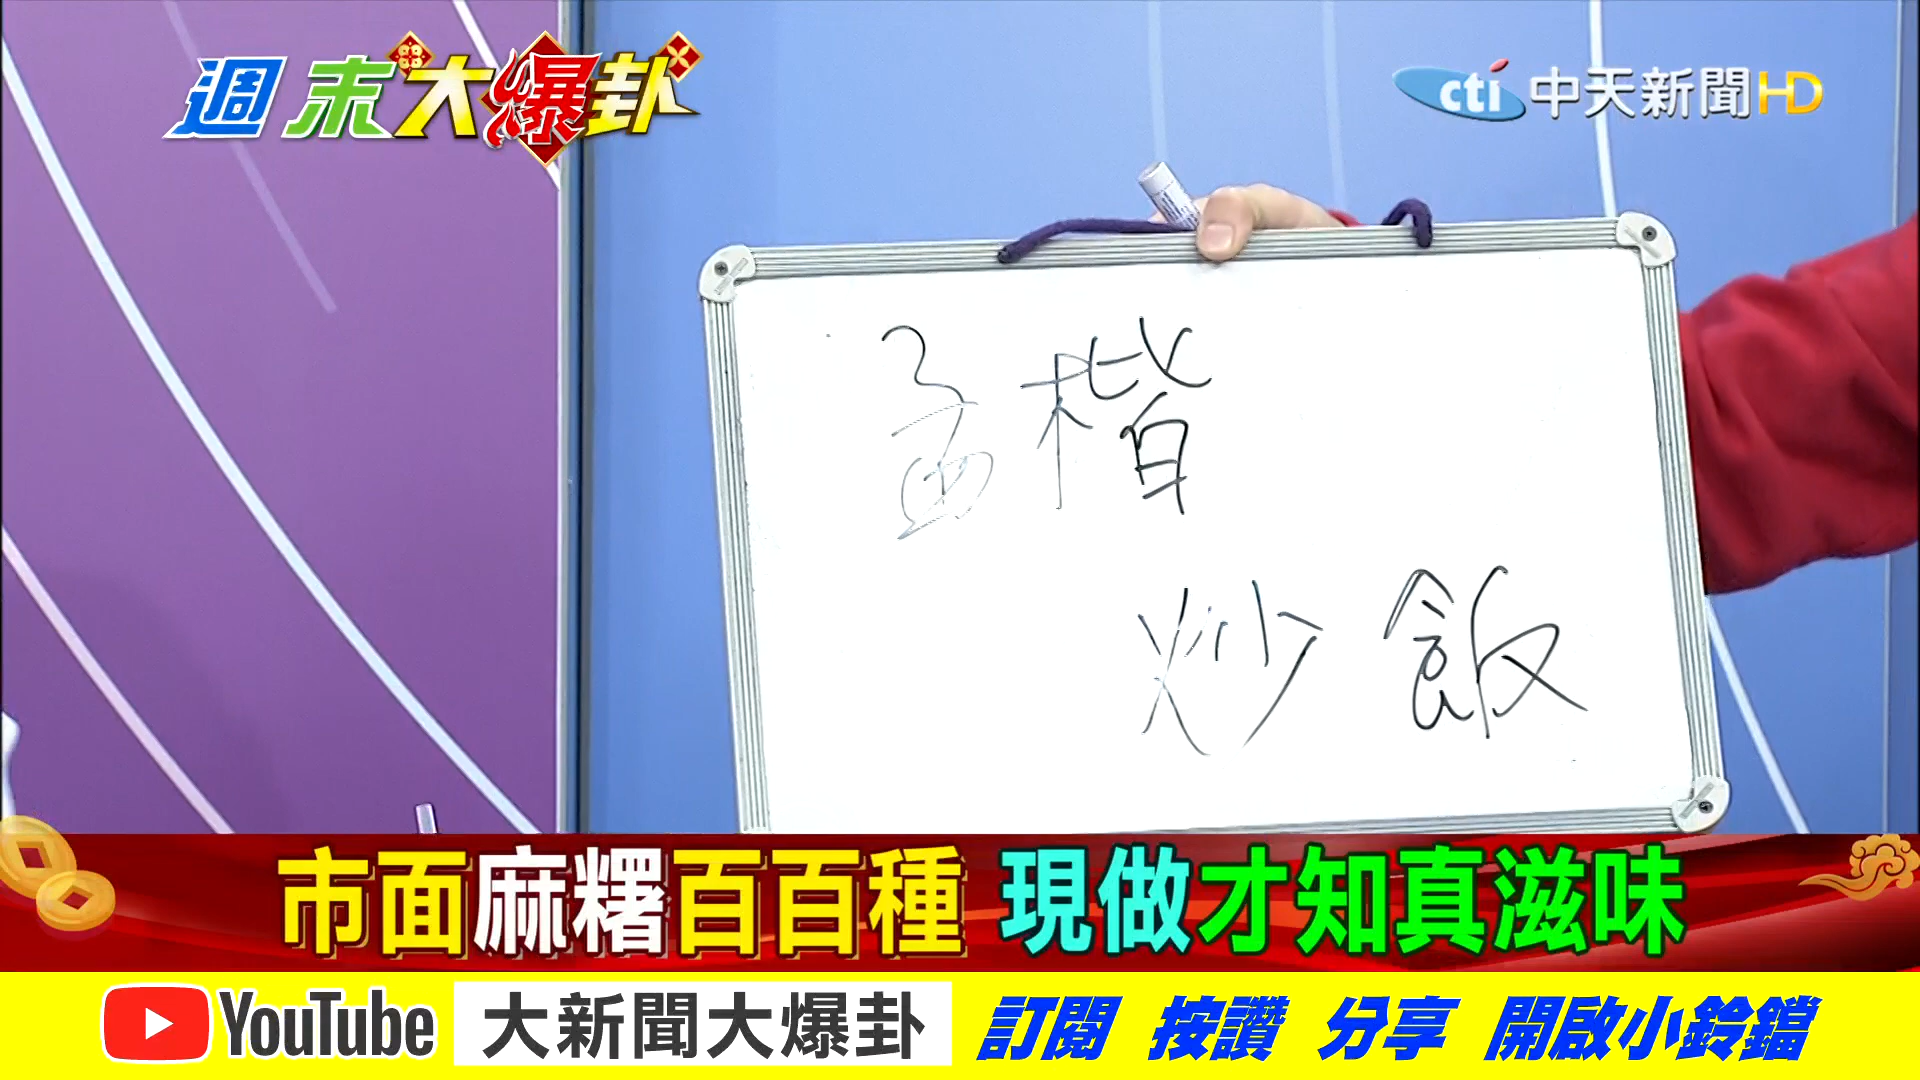 週末大爆卦
cti 中天新聞HD
楷
炒飯
市面麻糬百百種 現做才知真滋味
YouTube 大新聞大爆卦 訂閱 按讚 分享 開啟小鈴鐺